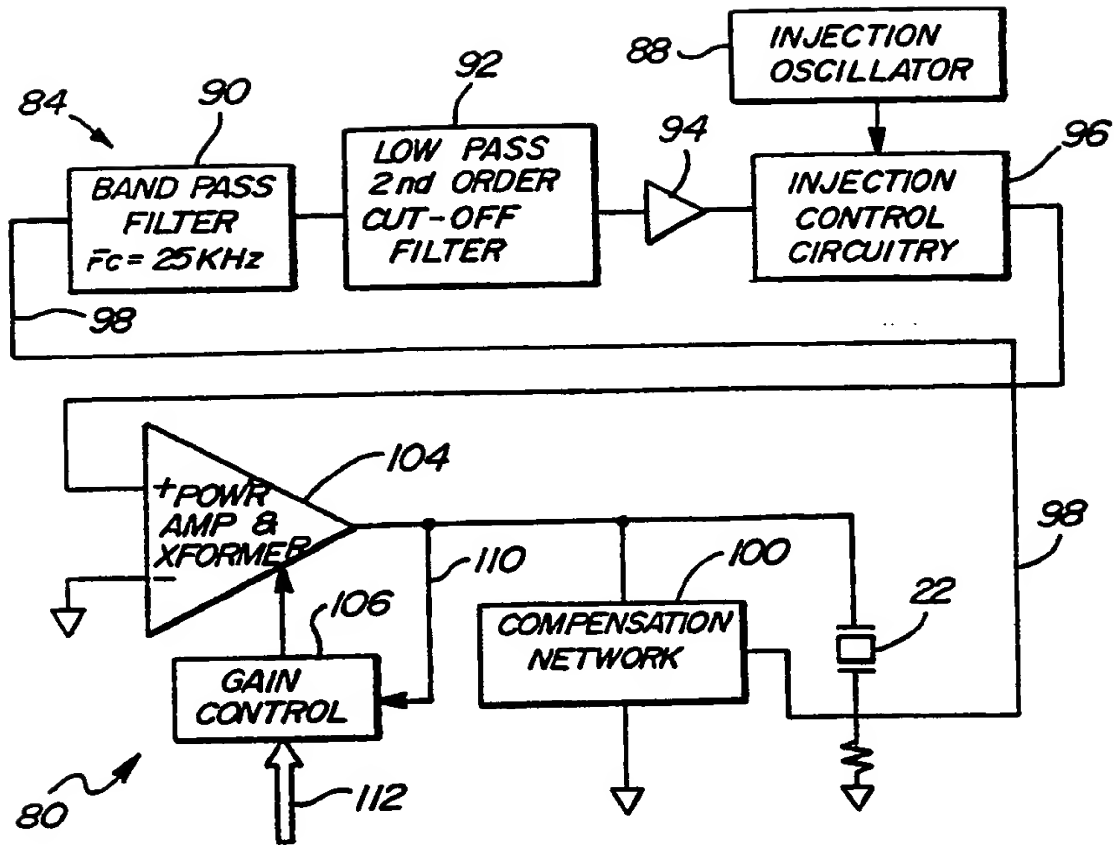 88
INJECTION
OSCILLATOR
84
90
92
94
96
BAND PASS
FILTER
Fc = 25 KHz
LOW PASS
2nd ORDER
CUT-OFF
FILTER
INJECTION
CONTROL
CIRCUITRY
98
104
+ POWR
AMP &
XFORMER
-
110
100
98
22
106
COMPENSATION
NETWORK
GAIN
CONTROL
80
112